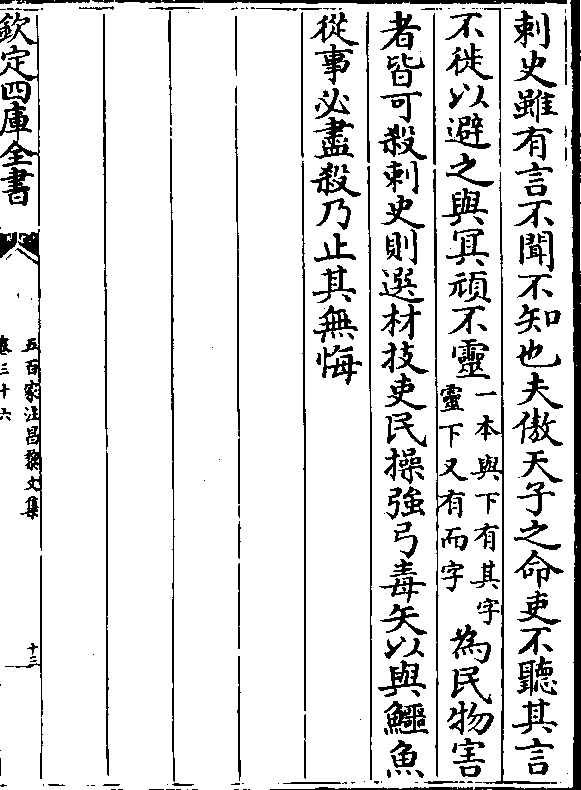 刺史雖有言不聞不知也夫傲天子之命吏不聽其言
不徙以避之與冥頑不靈一本與下有其字靈下又有而字為民物害
者皆可殺刺史則選材技吏民操強弓毒矢以與鱷魚
從事必盡殺乃止其無悔
欽定四庫全書
五百家注昌黎文集
卷三十六
十三